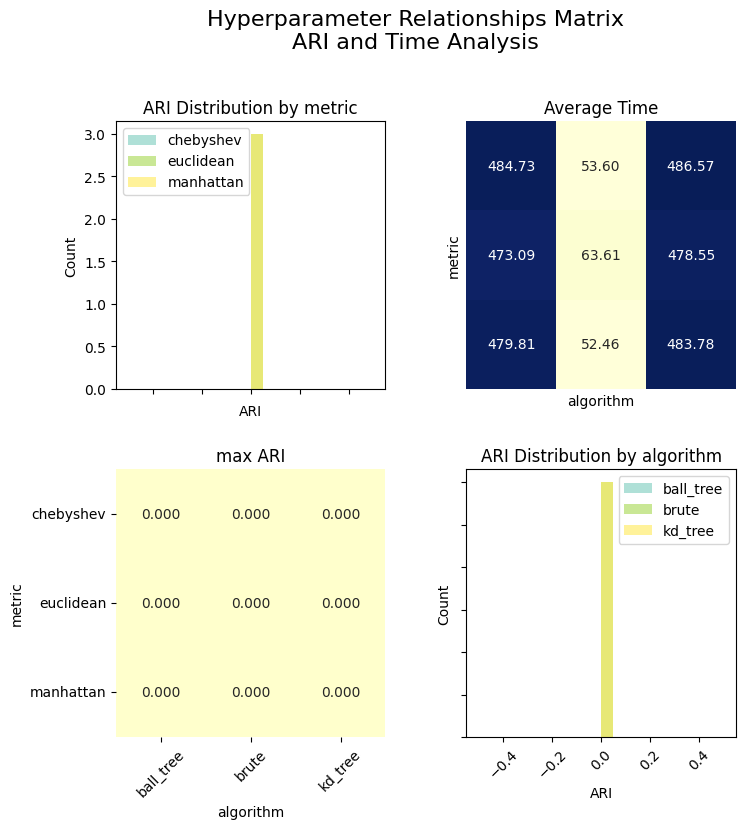 Hyperparameter Relationships Matrix
ARI and Time Analysis
ARI Distribution by metric
3.0
2.5
2.0
1.5
1.0
0.5
0.0
Count
chebyshev
euclidean
manhattan
ARI
Average Time
metric
484.73 53.60 486.57
473.09 63.61 478.55
479.81 52.46 483.78
algorithm
max ARI
metric
chebyshev 0.000 0.000 0.000
euclidean 0.000 0.000 0.000
manhattan 0.000 0.000 0.000
ball_tree brute kd_tree
algorithm
ARI Distribution by algorithm
Count
ball_tree
brute
kd_tree
−0.4 −0.2 0.0 0.2 0.4
ARI